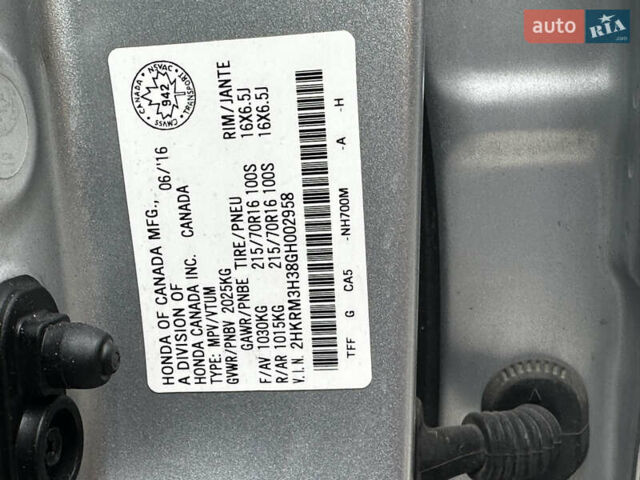 HONDA OF CANADA MFG., 06/'16
A DIVISION OF
HONDA CANADA INC. CANADA
TYPE: MPV/VTUM
GVWR/PNBV 2025KG
GAWR/PNBE TIRE/PNEU RIM/JANTE
F/AV 1030KG 215/70R16 100S 16X6.5J
R/AR 1015KG 215/70R16 100S 16X6.5J
V.I.N. 2HKRM3H38GH002958
TFF G CA5 -NH700M -A -H
CANADA NSVAC
942
CMVSS TRANSPORT
auto RIA
.com